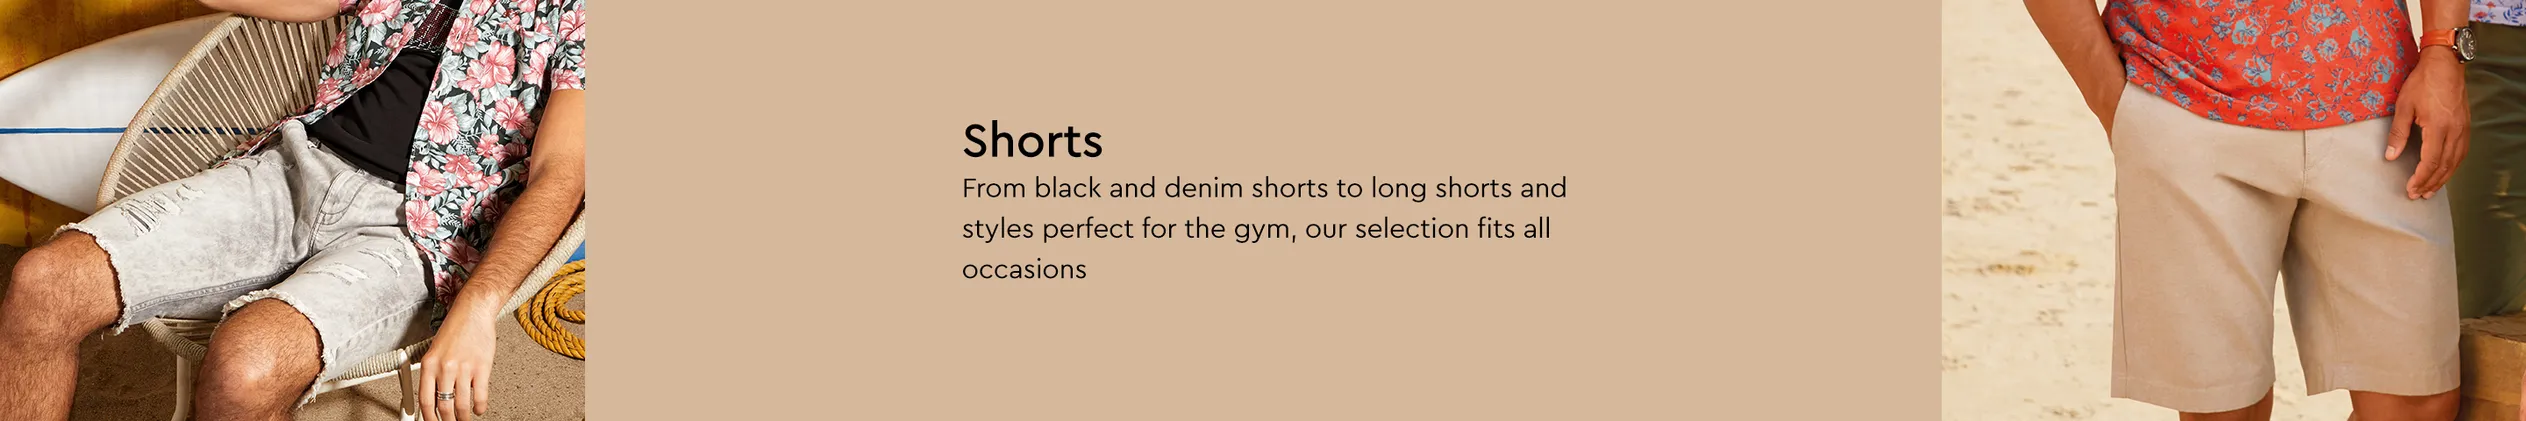 Shorts
From black and denim shorts to long shorts and
styles perfect for the gym, our selection fits all
occasions